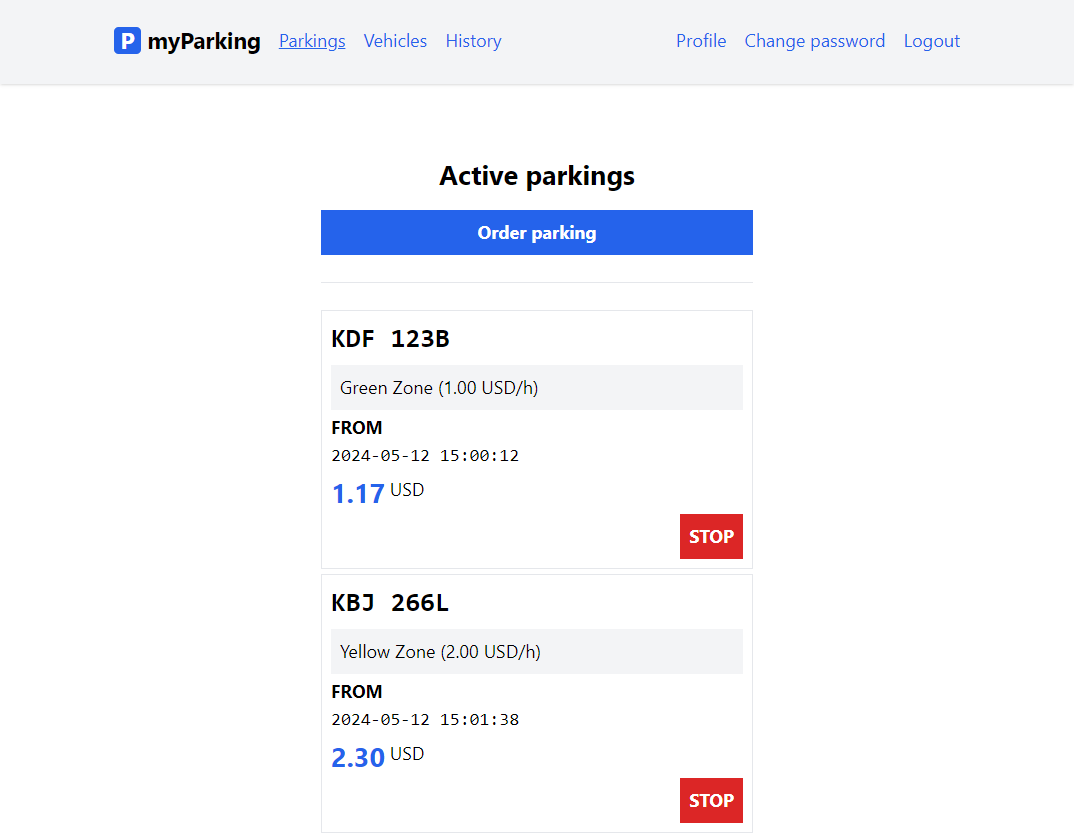 P myParking Parkings Vehicles History Profile Change password Logout
Active parkings
Order parking
KDF 123B
Green Zone (1.00 USD/h)
FROM
2024-05-12 15:00:12
1.17 USD
STOP
KBJ 266L
Yellow Zone (2.00 USD/h)
FROM
2024-05-12 15:01:38
2.30 USD
STOP